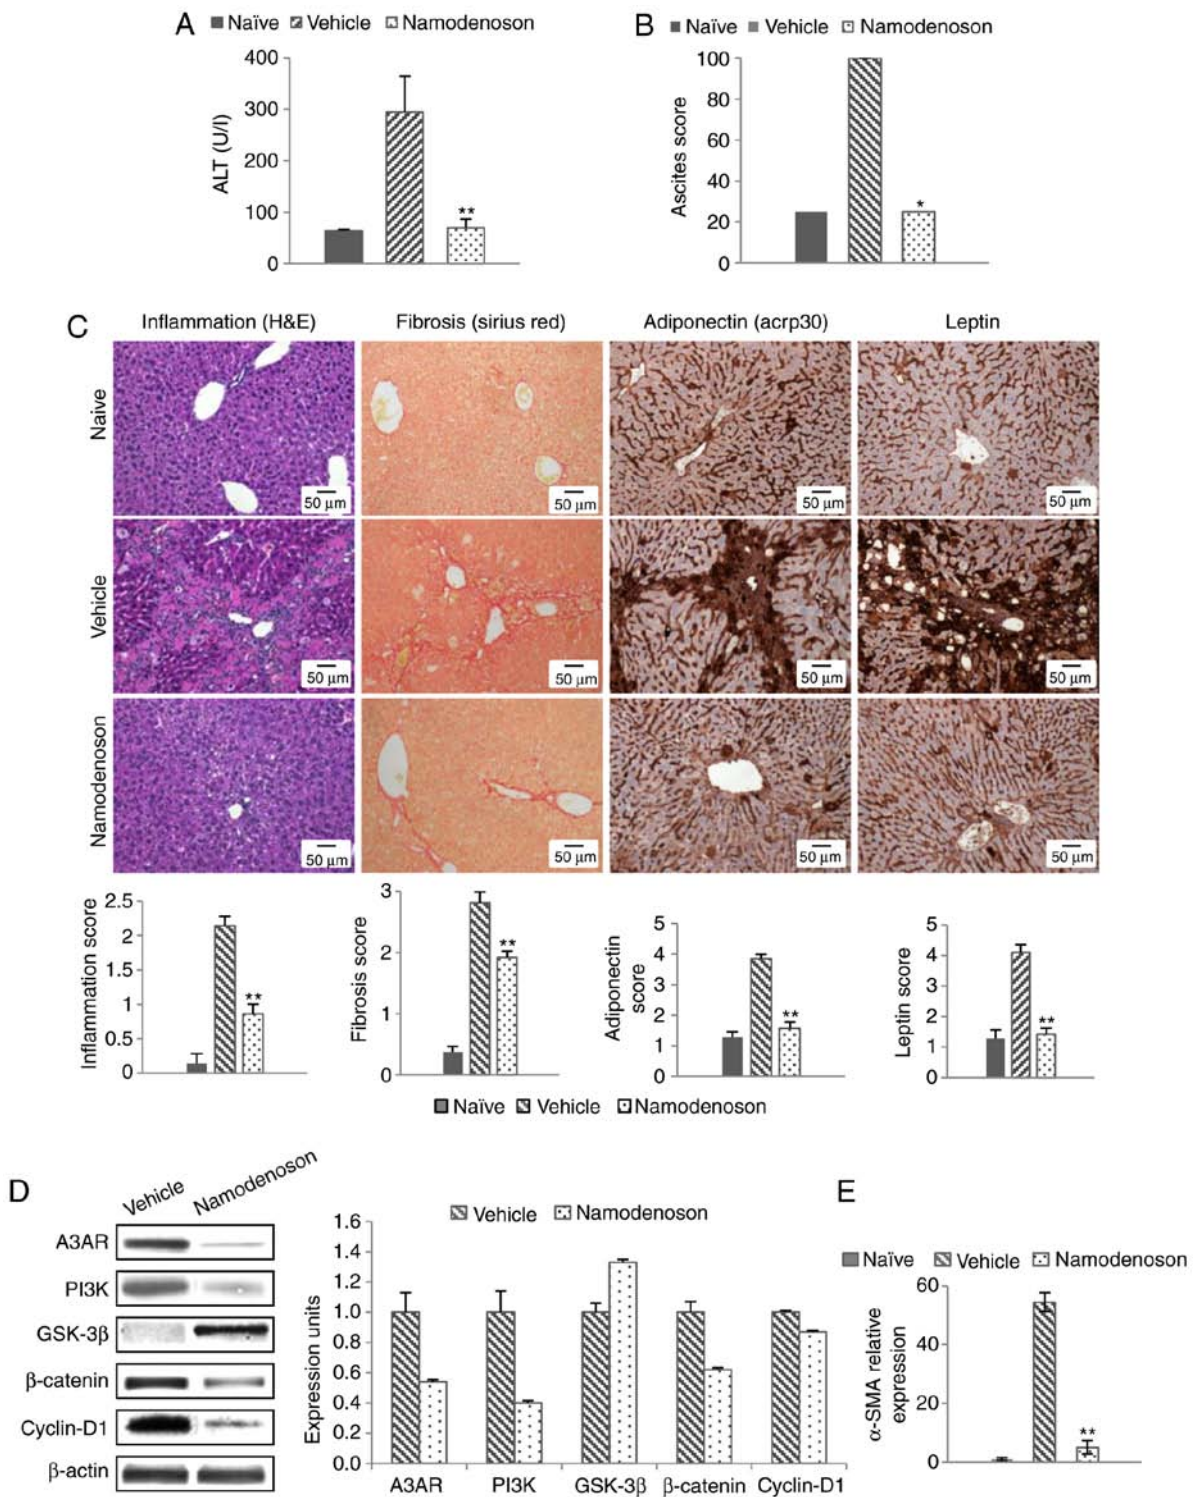 A
Naïve Vehicle Namodenoson
400
300
200
100
0
ALT (U/l)
**
B
Naïve Vehicle Namodenoson
100
80
60
40
20
0
Ascites score
*
C
Inflammation (H&E) Fibrosis (sirius red) Adiponectin (acrp30) Leptin
Naive
50 μm 50 μm 50 μm 50 μm
Vehicle
50 μm 50 μm 50 μm 50 μm
Namodenoson
50 μm 50 μm 50 μm 50 μm
Inflammation score
2.5
2
1.5
1
0.5
0
**
Fibrosis score
3
2
1
0
**
Adiponectin
score
5
4
3
2
1
0
**
Leptin score
5
4
3
2
1
0
**
Naïve Vehicle Namodenoson
D
Vehicle Namodenoson
A3AR
PI3K
GSK-3β
β-catenin
Cyclin-D1
β-actin
Vehicle Namodenoson
Expression units
1.6
1.4
1.2
1.0
0.8
0.6
0.4
0.2
0.0
A3AR PI3K GSK-3β β-catenin Cyclin-D1
E
Naïve Vehicle Namodenoson
α-SMA relative
expression
60
40
20
0
**